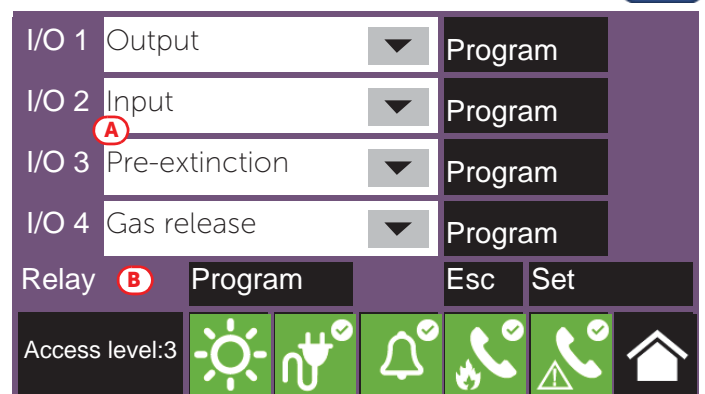 I/O 1 Output Program
I/O 2 Input Program
A
I/O 3 Pre-extinction Program
I/O 4 Gas release Program
Relay B Program Esc Set
Access level:3